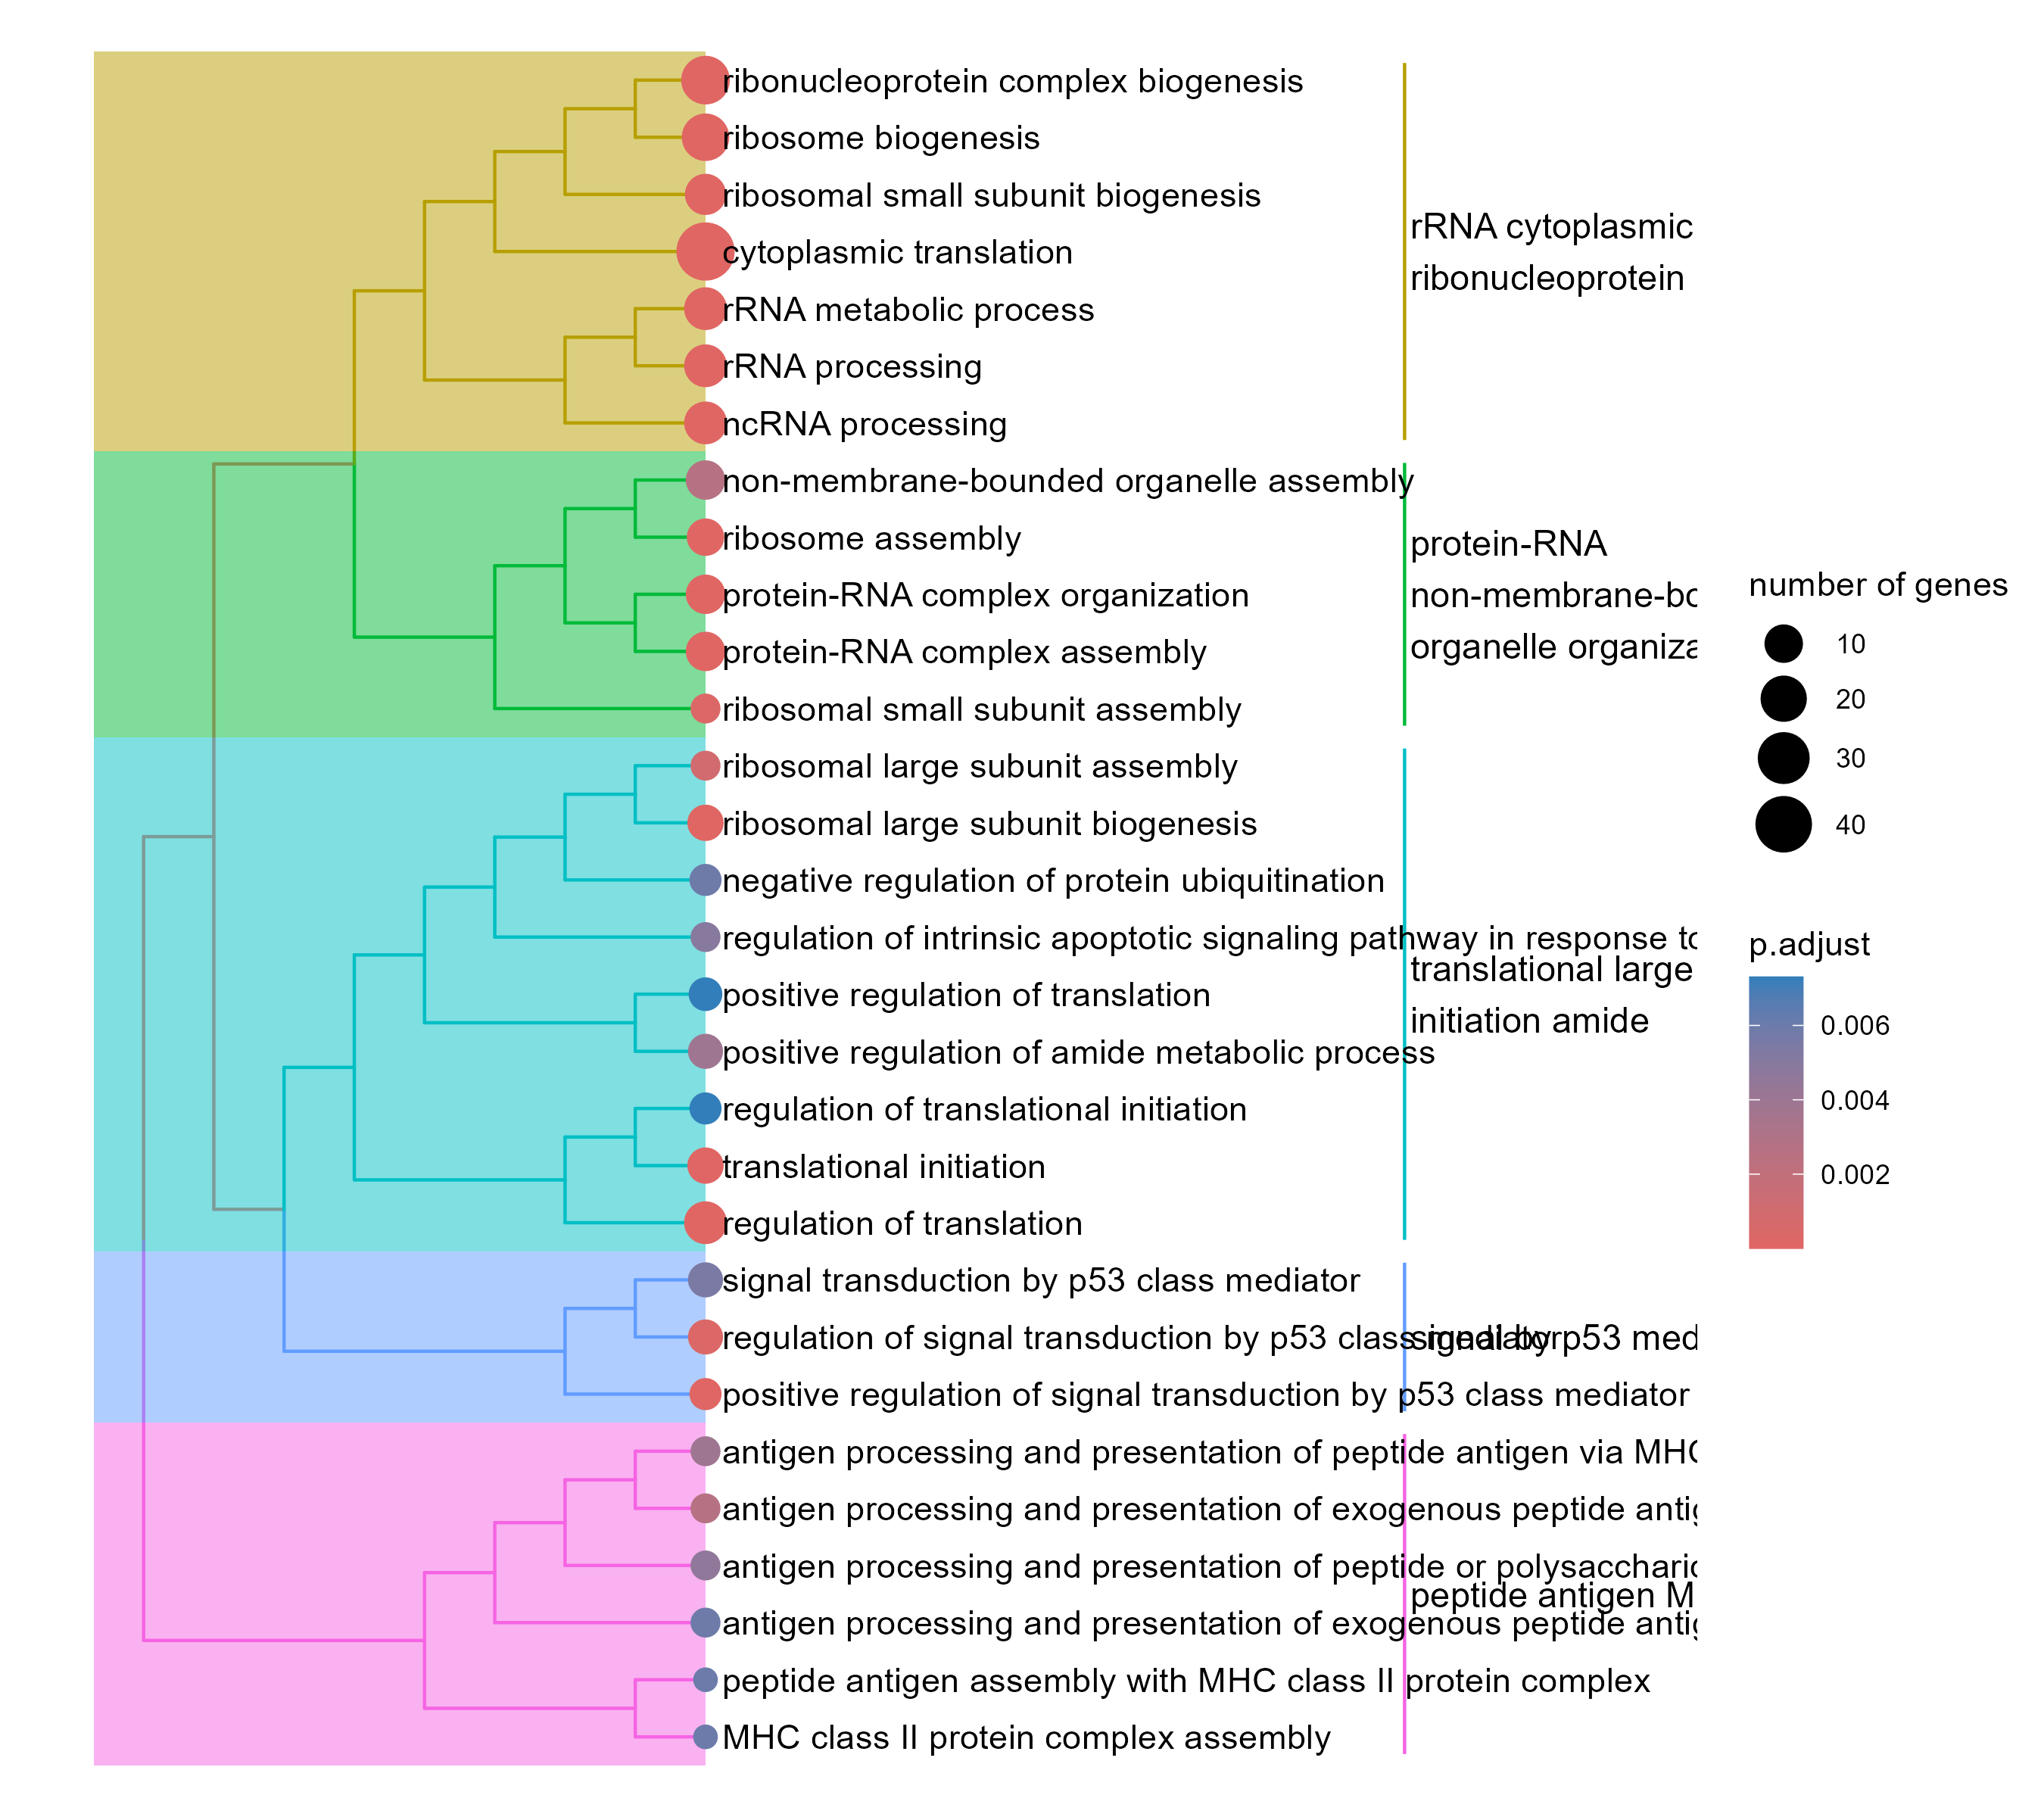 ribonucleoprotein complex biogenesis
ribosome biogenesis
ribosomal small subunit biogenesis
cytoplasmic translation
rRNA metabolic process
rRNA processing
ncRNA processing
rRNA cytoplasmic
ribonucleoprotein
non-membrane-bounded organelle assembly
ribosome assembly
protein-RNA complex organization
protein-RNA complex assembly
ribosomal small subunit assembly
protein-RNA
non-membrane-bo
organelle organiza
ribosomal large subunit assembly
ribosomal large subunit biogenesis
negative regulation of protein ubiquitination
regulation of intrinsic apoptotic signaling pathway in response to
positive regulation of translation
positive regulation of amide metabolic process
regulation of translational initiation
translational initiation
regulation of translation
translational large
initiation amide
signal transduction by p53 class mediator
regulation of signal transduction by p53 class mediator
positive regulation of signal transduction by p53 class mediator
signal by p53 med
antigen processing and presentation of peptide antigen via MHC
antigen processing and presentation of exogenous peptide antig
antigen processing and presentation of peptide or polysaccharid
antigen processing and presentation of exogenous peptide antig
peptide antigen assembly with MHC class II protein complex
MHC class II protein complex assembly
peptide antigen M
number of genes
10
20
30
40
p.adjust
0.006
0.004
0.002